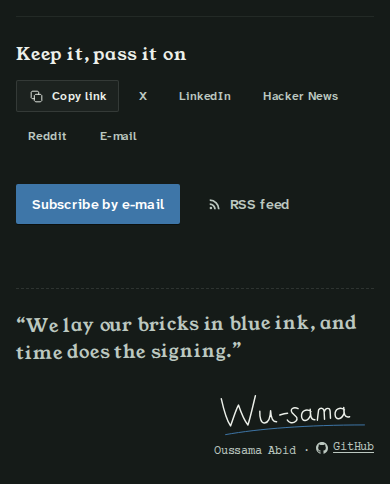 Keep it, pass it on
Copy link X LinkedIn Hacker News
Reddit E-mail
Subscribe by e-mail RSS feed
“We lay our bricks in blue ink, and
time does the signing.”
Wu-sama
Oussama Abid · GitHub